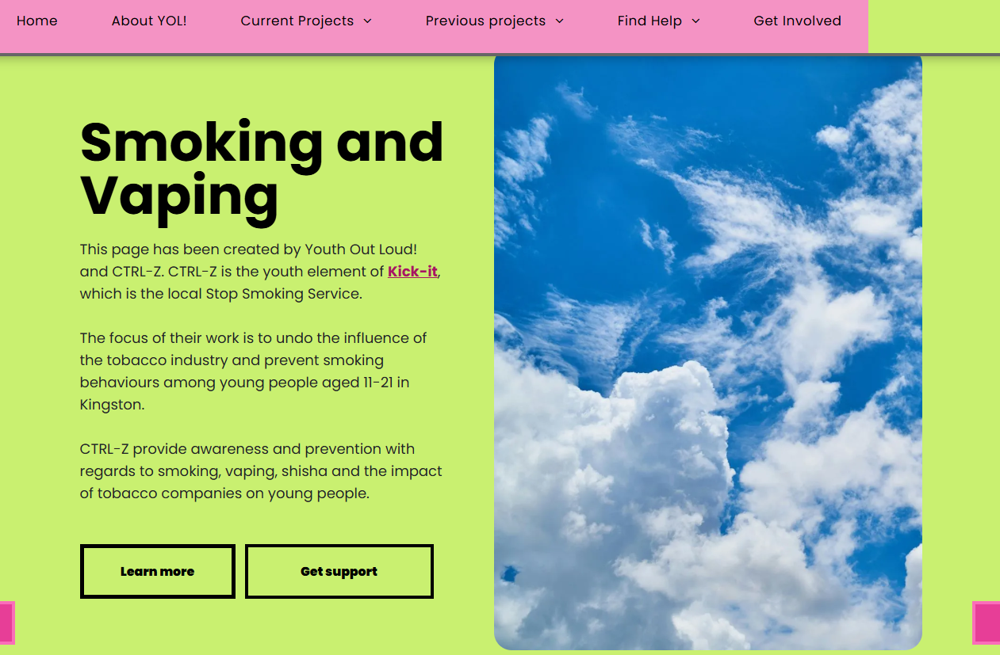 Home About YOL! Current Projects Previous projects Find Help Get Involved
Smoking and
Vaping
This page has been created by Youth Out Loud!
and CTRL-Z. CTRL-Z is the youth element of Kick-it,
which is the local Stop Smoking Service.
The focus of their work is to undo the influence of
the tobacco industry and prevent smoking
behaviours among young people aged 11-21 in
Kingston.
CTRL-Z provide awareness and prevention with
regards to smoking, vaping, shisha and the impact
of tobacco companies on young people.
Learn more Get support